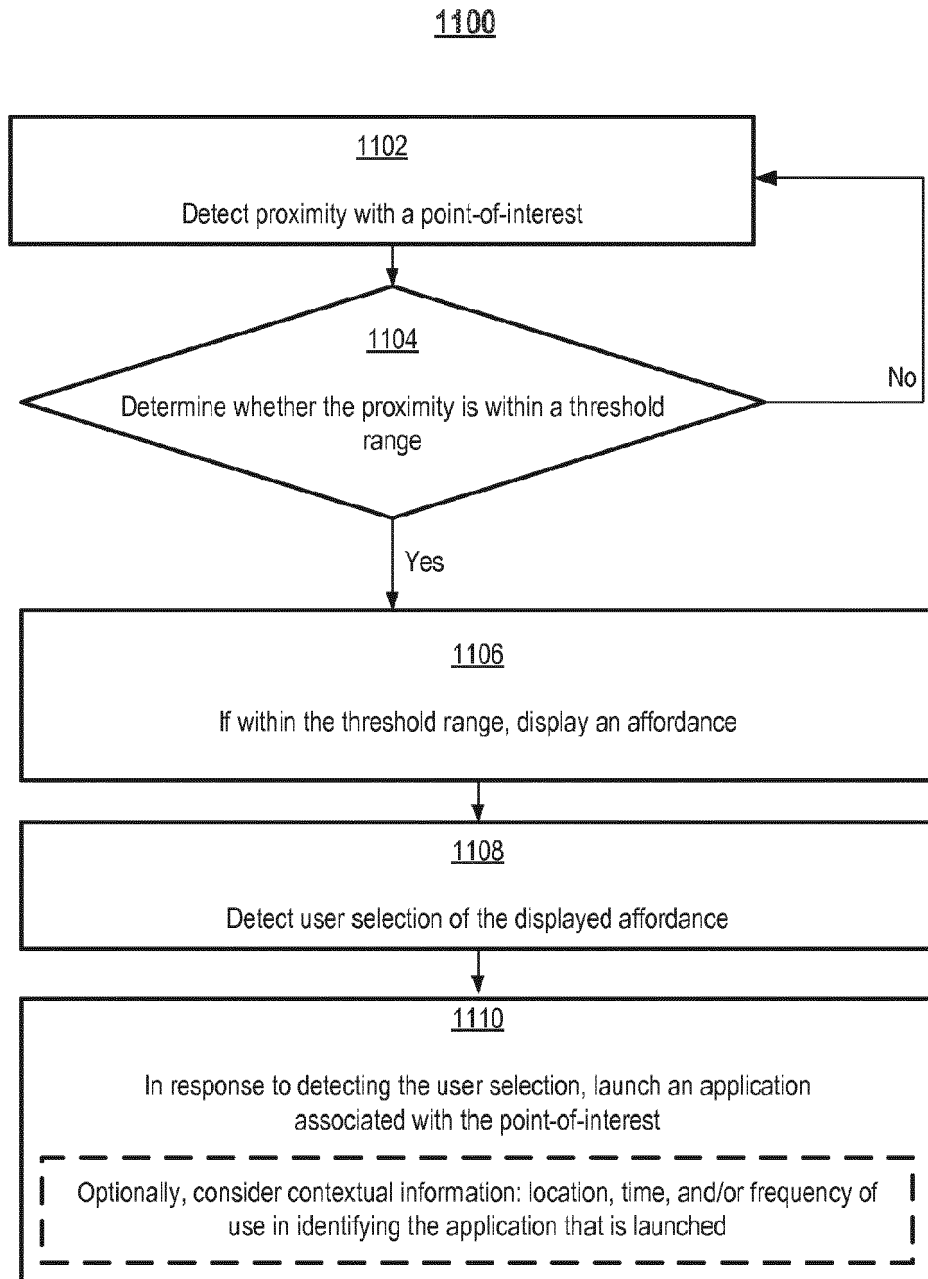 1100
1102
Detect proximity with a point-of-interest
1104
Determine whether the proximity is within a threshold
range
No
Yes
1106
If within the threshold range, display an affordance
1108
Detect user selection of the displayed affordance
1110
In response to detecting the user selection, launch an application
associated with the point-of-interest
Optionally, consider contextual information: location, time, and/or frequency of
use in identifying the application that is launched